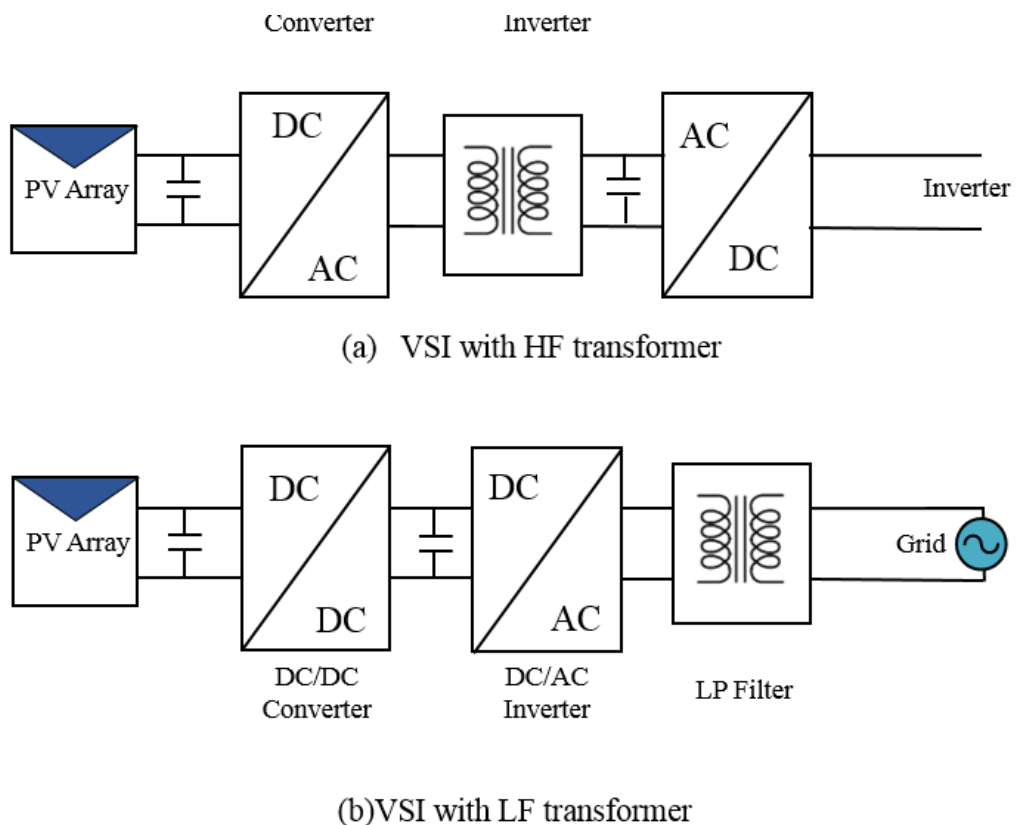 Converter Inverter
DC AC
PV Array Inverter
AC DC
(a) VSI with HF transformer
DC DC
PV Array Grid
DC AC
DC/DC DC/AC LP Filter
Converter Inverter
(b)VSI with LF transformer